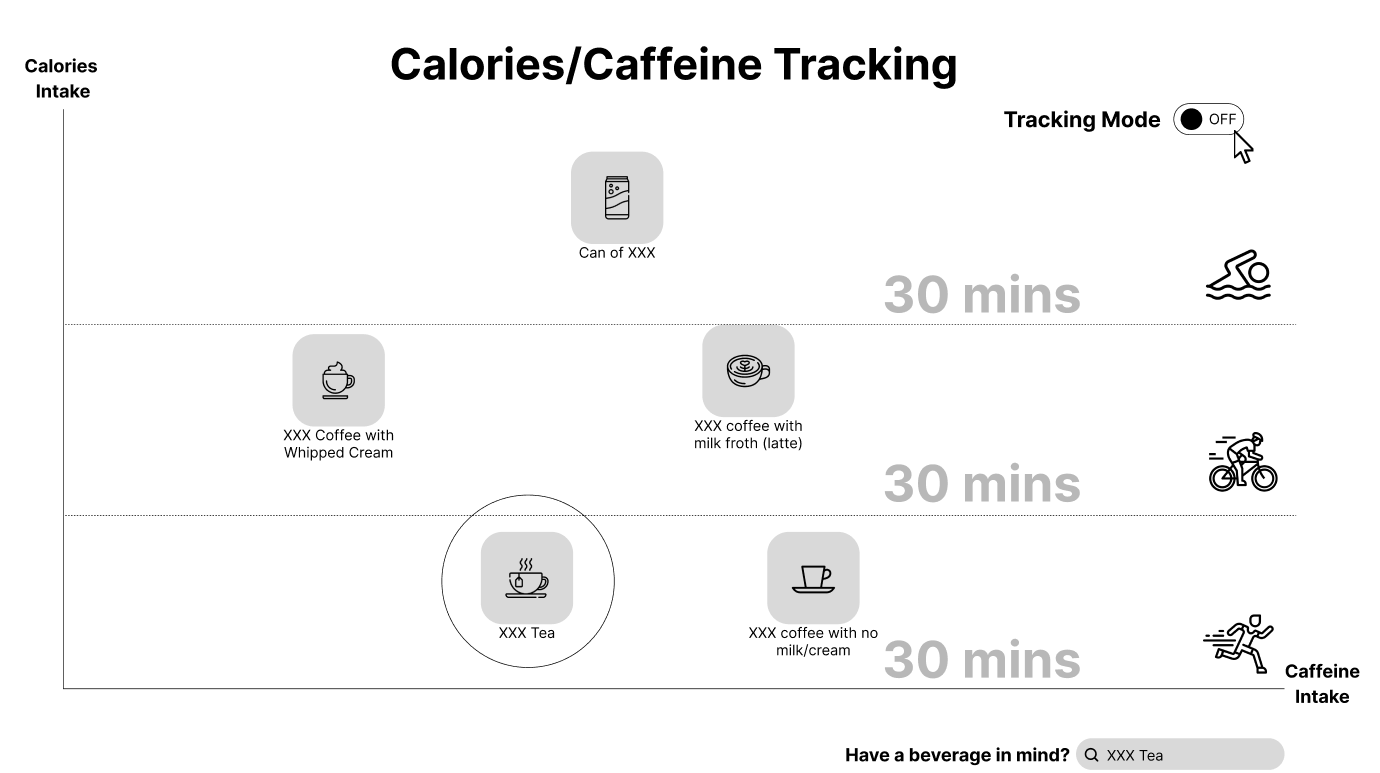 Calories/Caffeine Tracking
Calories
Intake
Tracking Mode
OFF
Can of XXX
30 mins
XXX Coffee with
Whipped Cream
XXX coffee with
milk froth (latte)
30 mins
XXX Tea
XXX coffee with no
milk/cream
30 mins
Caffeine
Intake
Have a beverage in mind?
XXX Tea